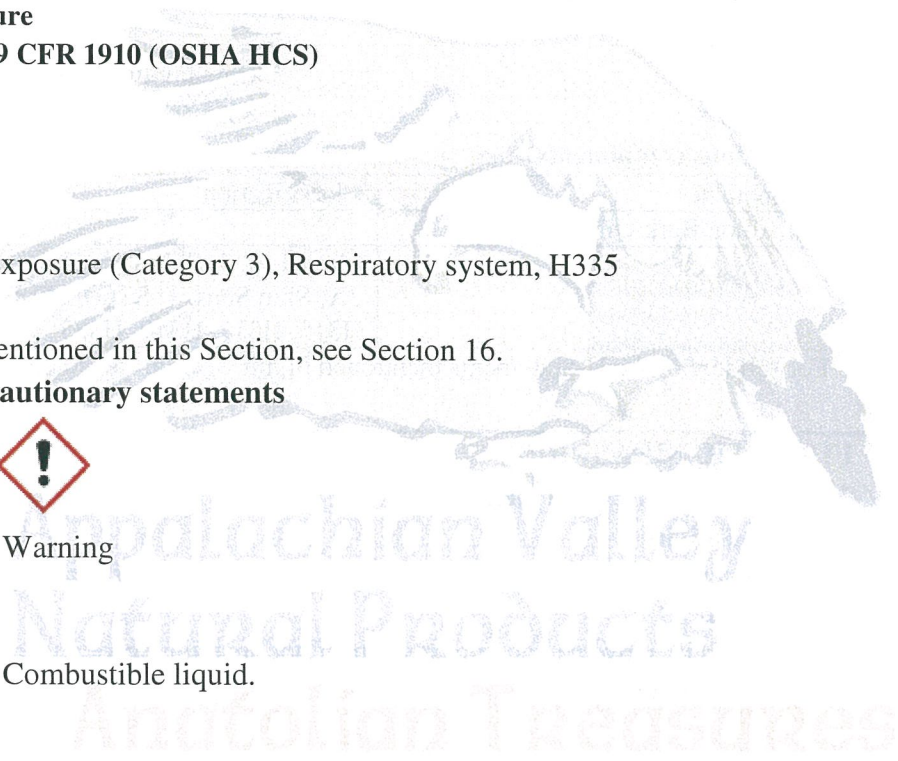 ure
9 CFR 1910 (OSHA HCS)
xposure (Category 3), Respiratory system, H335
entioned in this Section, see Section 16.
autionary statements
Warning
Appalachian Valley
Natural Products
Combustible liquid.
Anatolian Treasures